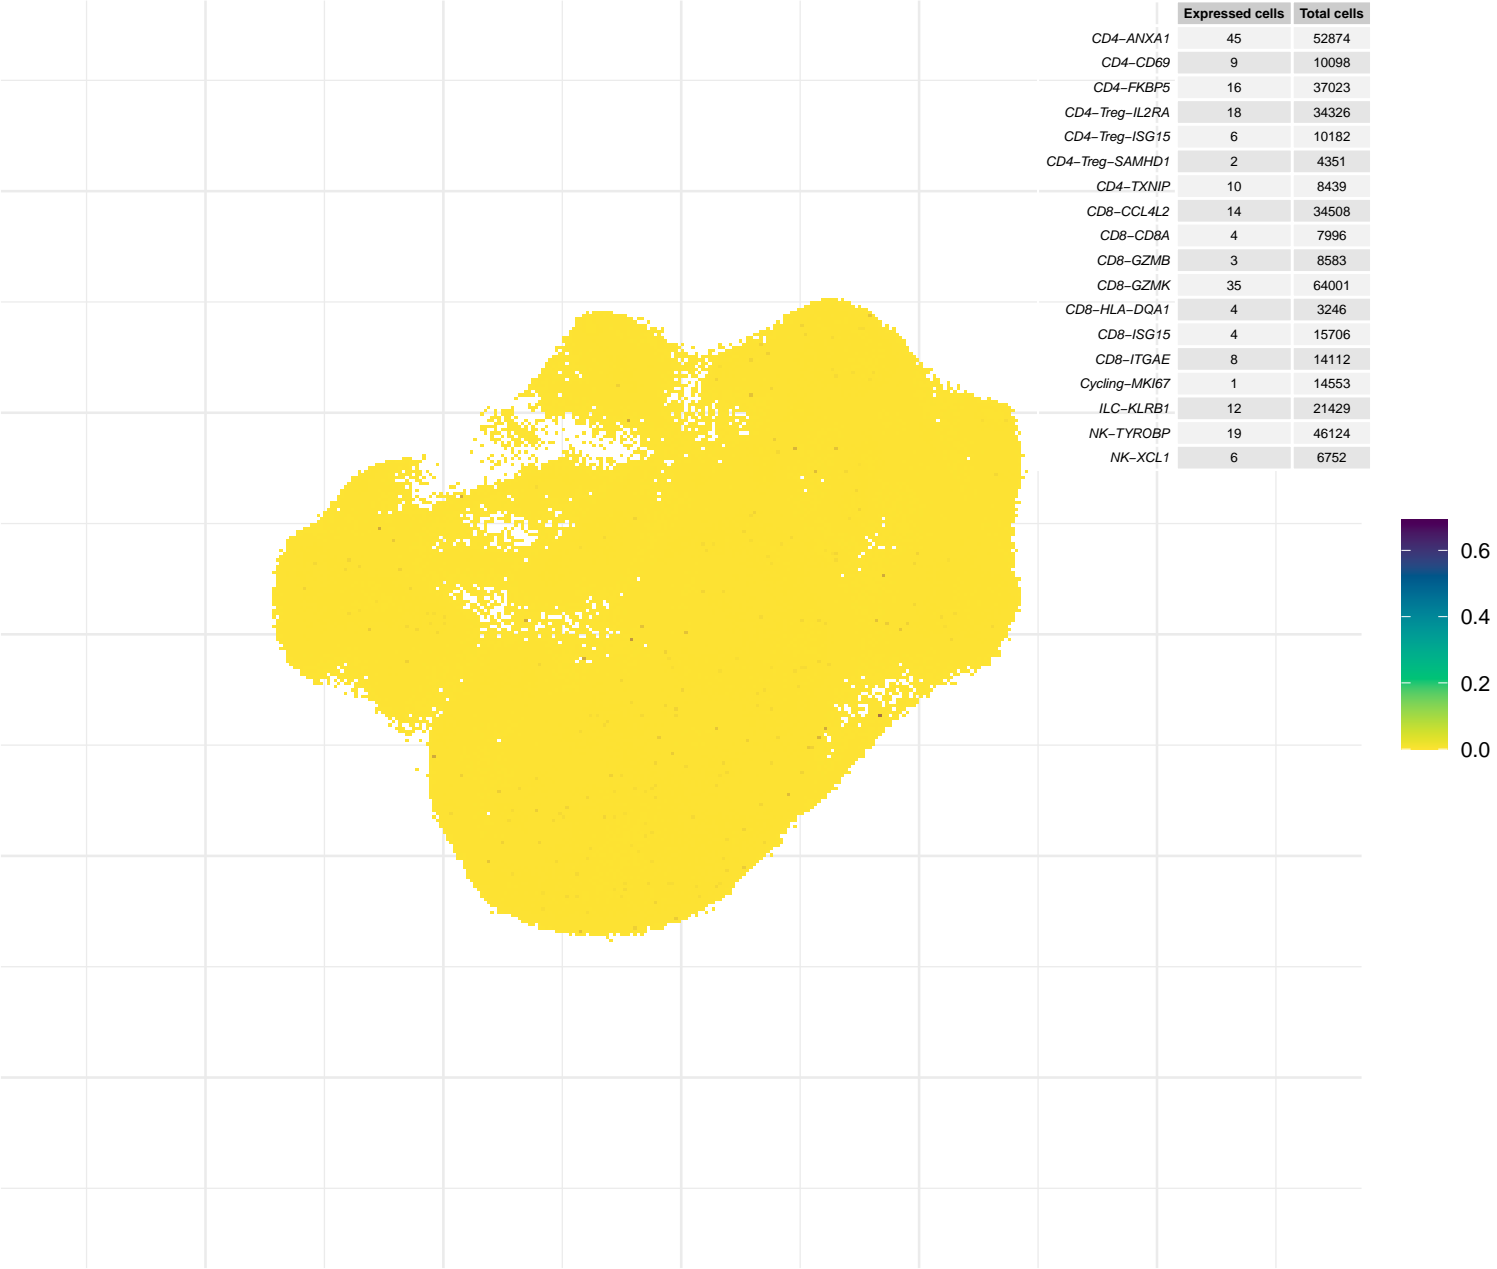 Expressed cells Total cells
CD4−ANXA1 45 52874
CD4−CD69 9 10098
CD4−FKBP5 16 37023
CD4−Treg−IL2RA 18 34326
CD4−Treg−ISG15 6 10182
CD4−Treg−SAMHD1 2 4351
CD4−TXNIP 10 8439
CD8−CCL4L2 14 34508
CD8−CD8A 4 7996
CD8−GZMB 3 8583
CD8−GZMK 35 64001
CD8−HLA−DQA1 4 3246
CD8−ISG15 4 15706
CD8−ITGAE 8 14112
Cycling−MKI67 1 14553
ILC−KLRB1 12 21429
NK−TYROBP 19 46124
NK−XCL1 6 6752
0.6
0.4
0.2
0.0